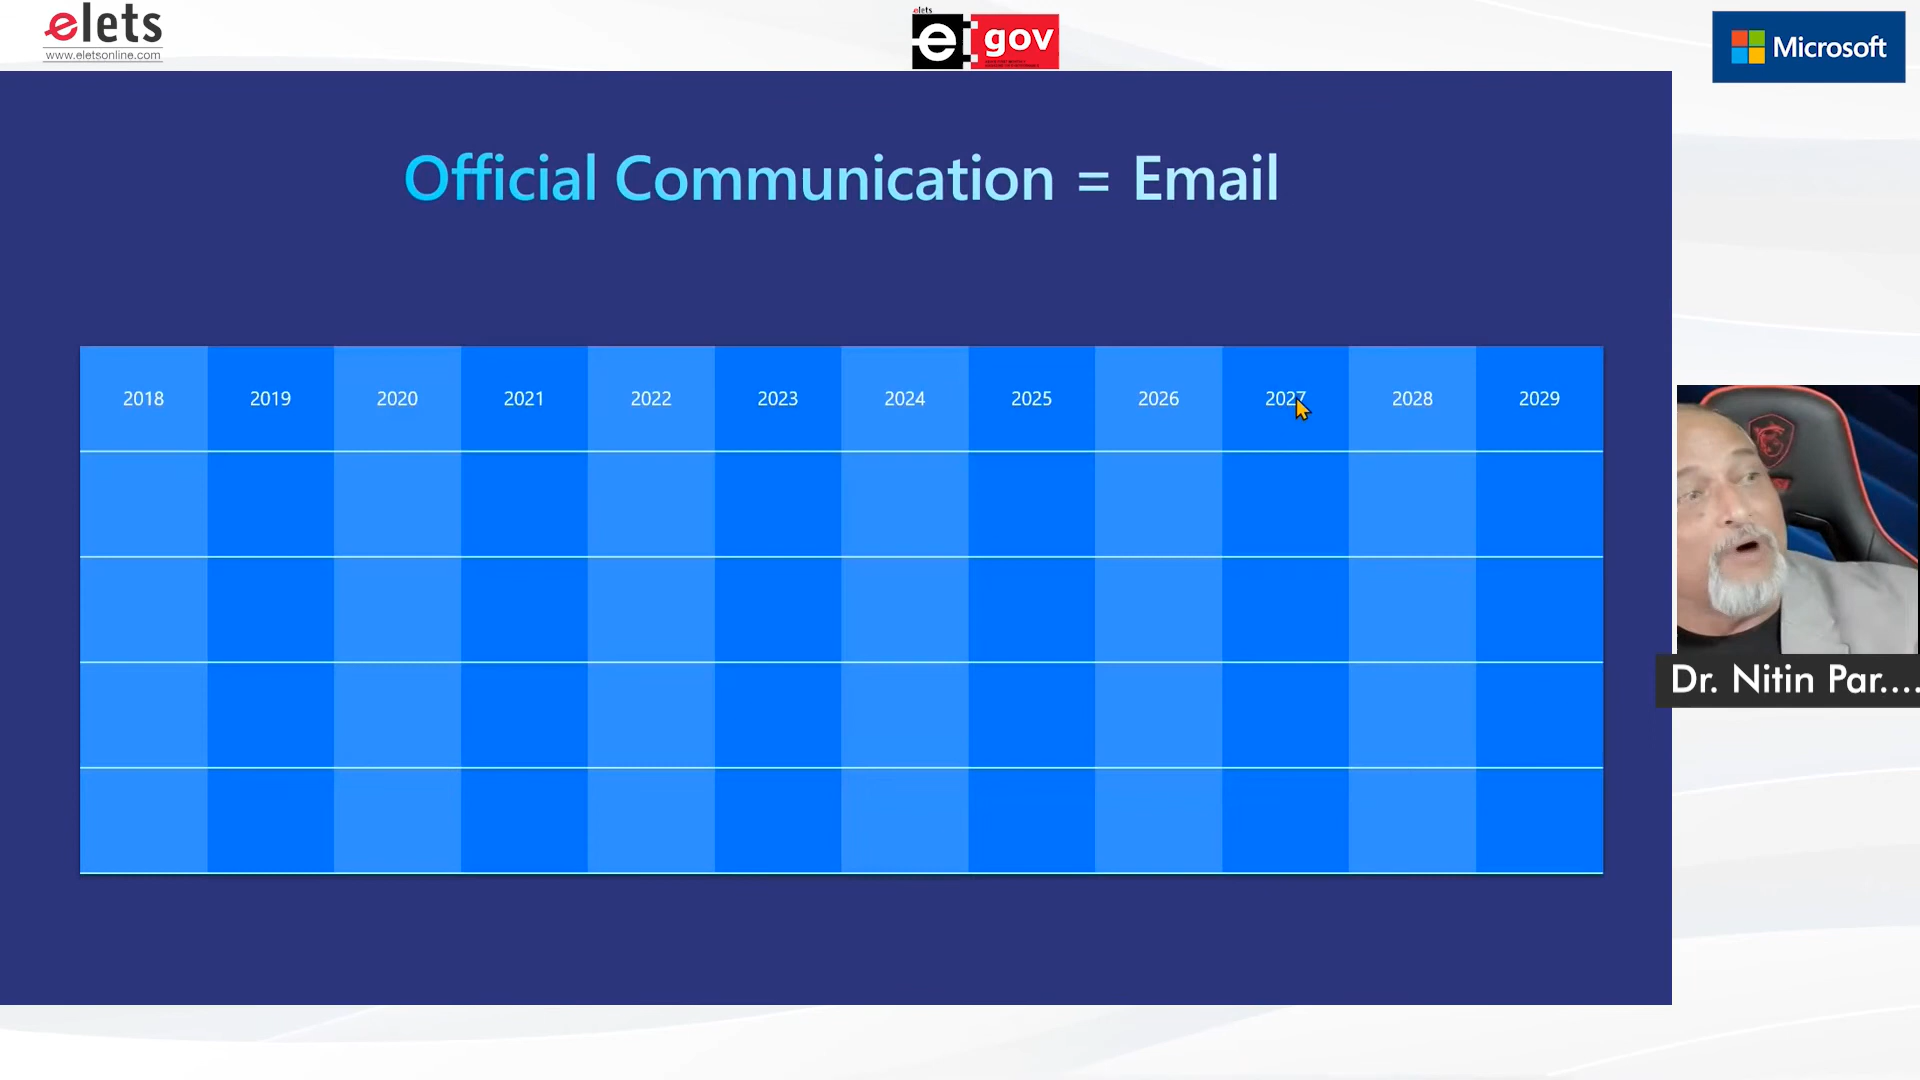 elets
www.eletsonline.com
elets
egov
Microsoft
Official Communication = Email
2018 2019 2020 2021 2022 2023 2024 2025 2026 2027 2028 2029
Dr. Nitin Par....